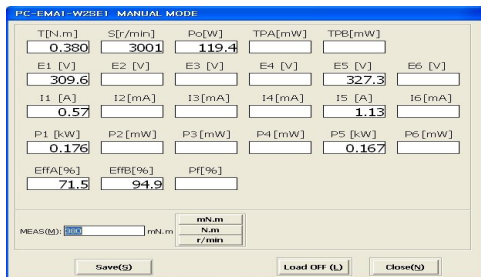 PC-EMA1-W2SE1 MANUAL MODE
T[N.m] S[r/min] Po[W] TPA[mW] TPB[mW]
0.380 3001 119.4
E1 [V] E2 [V] E3 [V] E4 [V] E5 [V] E6 [V]
309.6 327.3
I1 [A] I2[mA] I3[mA] I4[mA] I5 [A] I6[mA]
0.57 1.13
P1 [kW] P2[mW] P3[mW] P4[mW] P5[kW] P6[mW]
0.176 0.167
EffA[%] EffB[%] Pf[%]
71.5 94.9
mN.m
MEAS(M): 380 mN.m N.m
r/min
Save(S) Load OFF (L) Close(N)